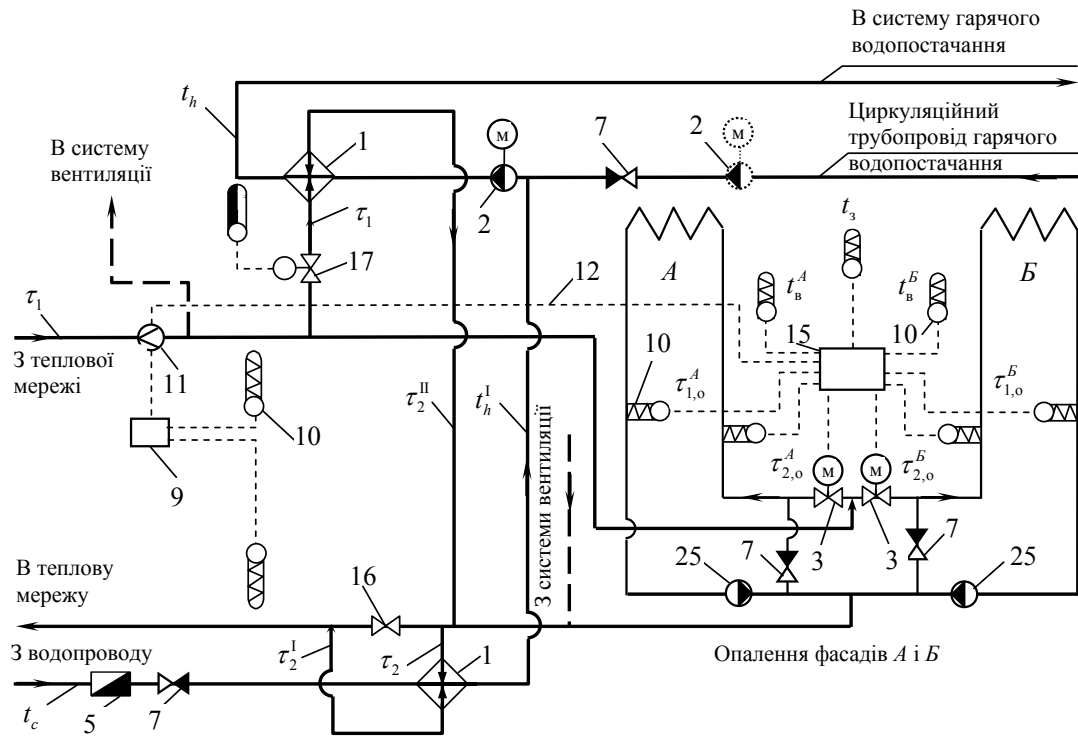 В систему гарячого
водопостачання
t_h
1
м
7
2
м
Циркуляційний
трубопровід гарячого
водопостачання
В систему
вентиляції
2
τ_1
17
12
t_з
А
Б
t_в^А
t_в^Б
τ_1
З теплової
мережі
11
15
10
10
τ_1,о^А
τ_1,о^Б
τ_2^II
t_h^I
10
9
τ_2,о^А
м
м
τ_2,о^Б
З системи вентиляції
7
3
3
7
В теплову
мережу
16
25
25
З водопроводу
τ_2^I
τ_2
1
Опалення фасадів А і Б
t_c
5
7